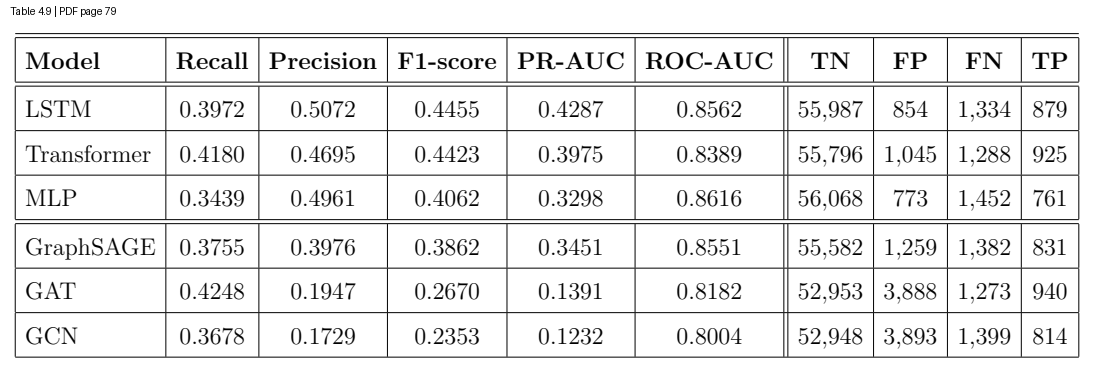 Table 4.9 | PDF page 79
Model Recall Precision F1-score PR-AUC ROC-AUC TN FP FN TP
LSTM 0.3972 0.5072 0.4455 0.4287 0.8562 55,987 854 1,334 879
Transformer 0.4180 0.4695 0.4423 0.3975 0.8389 55,796 1,045 1,288 925
MLP 0.3439 0.4961 0.4062 0.3298 0.8616 56,068 773 1,452 761
GraphSAGE 0.3755 0.3976 0.3862 0.3451 0.8551 55,582 1,259 1,382 831
GAT 0.4248 0.1947 0.2670 0.1391 0.8182 52,953 3,888 1,273 940
GCN 0.3678 0.1729 0.2353 0.1232 0.8004 52,948 3,893 1,399 814